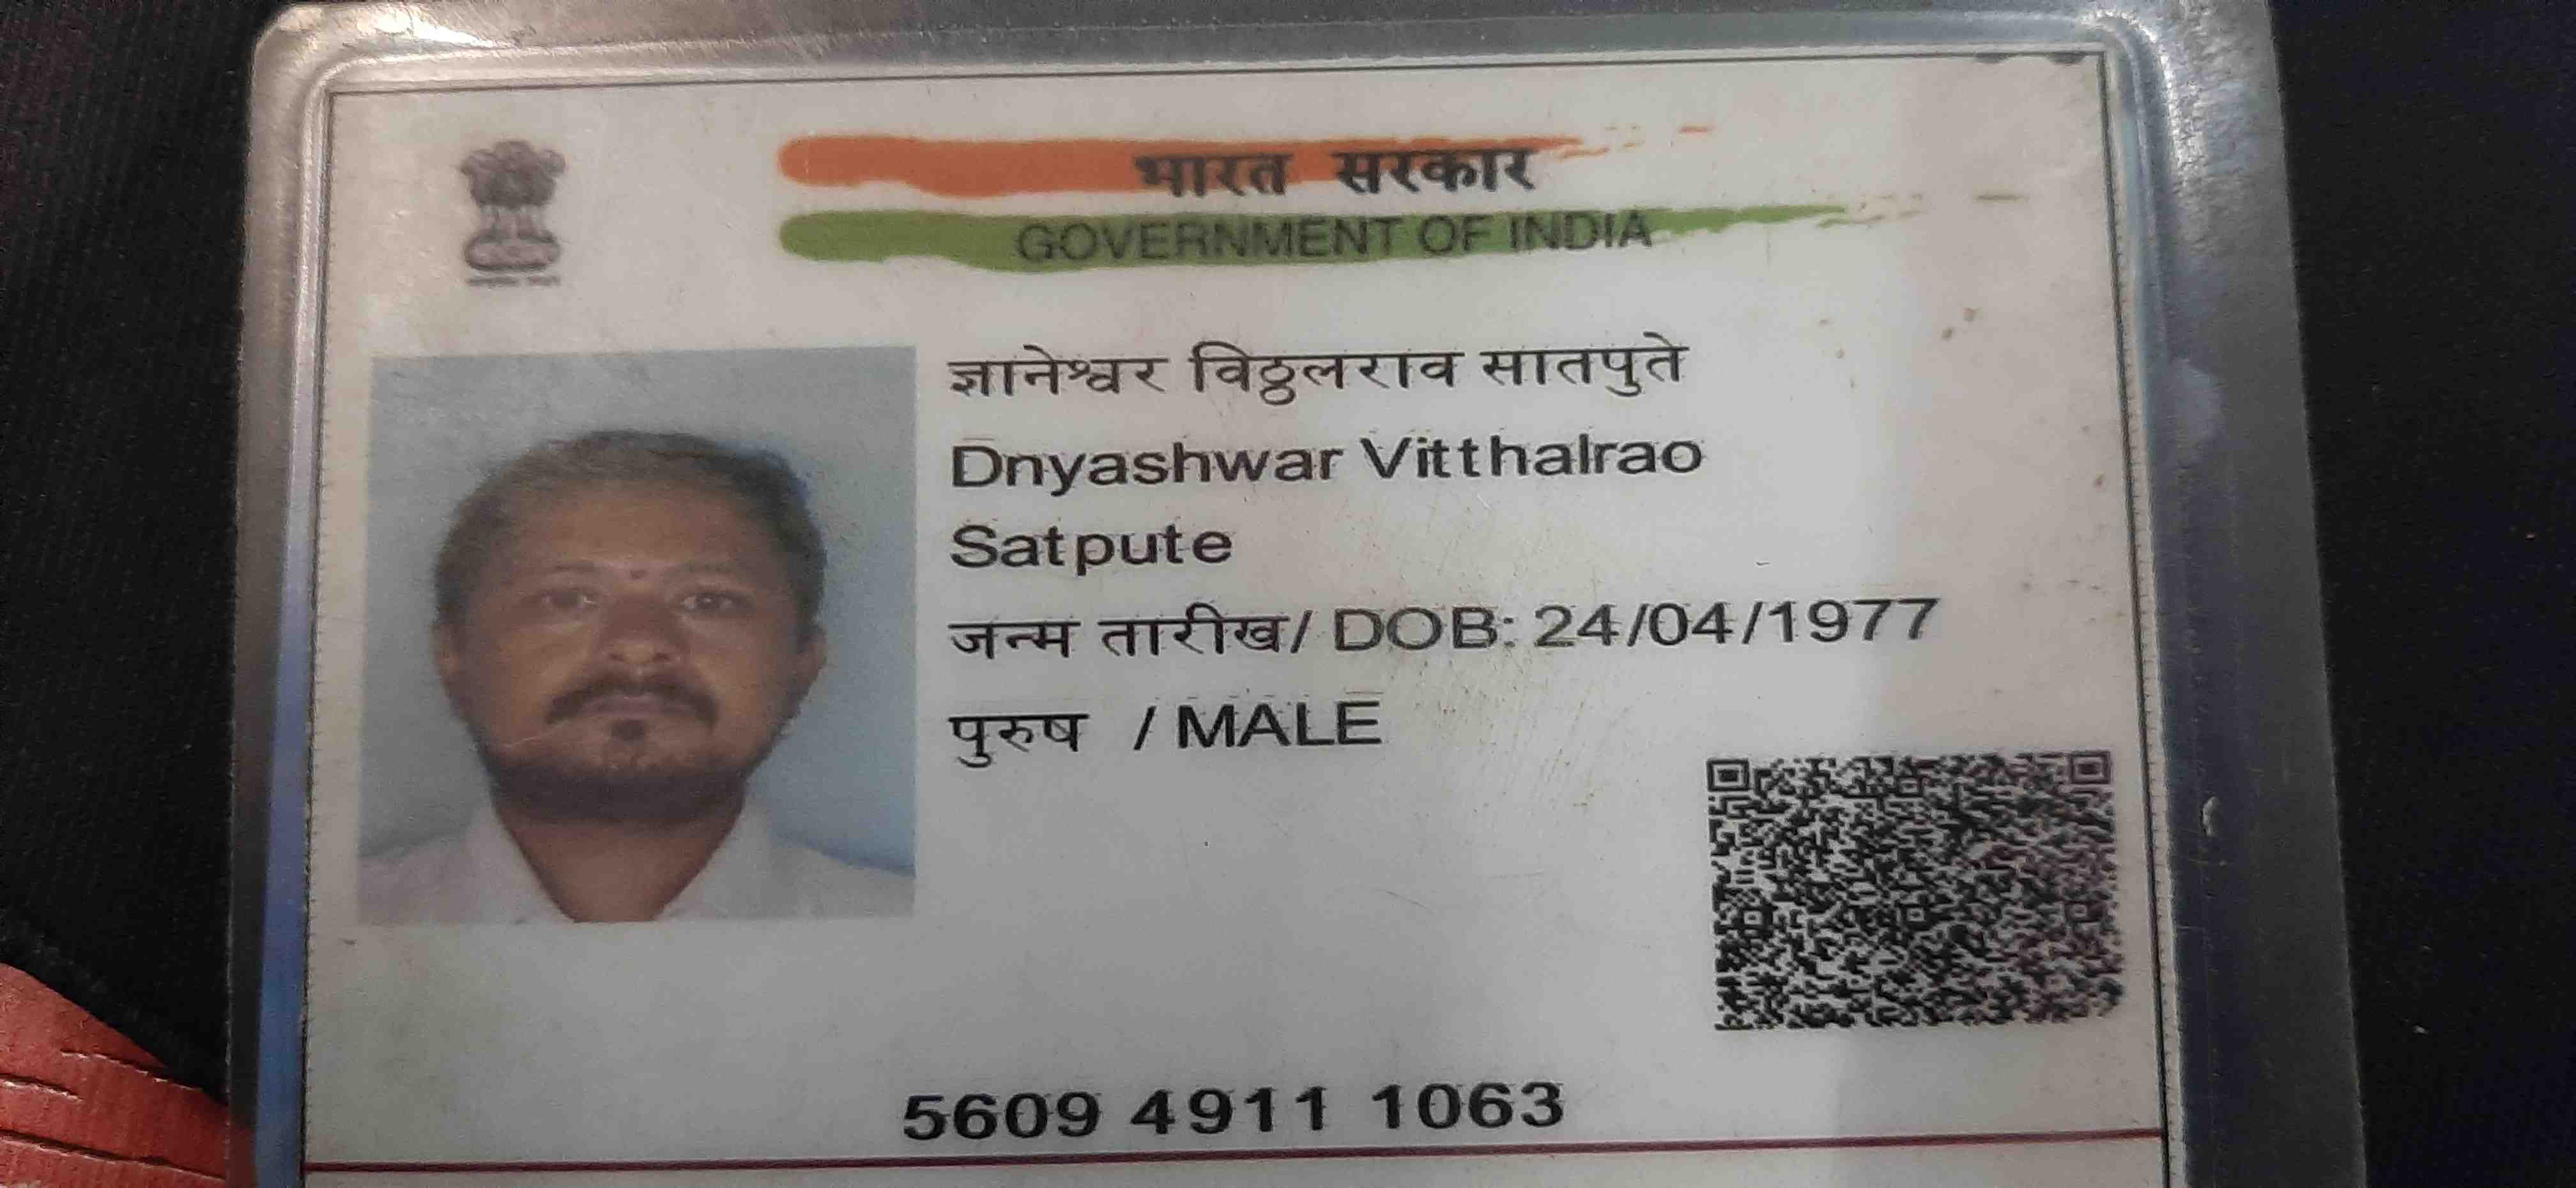 भारत सरकार
GOVERNMENT OF INDIA
ज्ञानेश्वर विठ्ठलराव सातपुते
Dnyashwar Vitthalrao
Satpute
जन्म तारीख/ DOB: 24/04/1977
पुरुष / MALE
5609 4911 1063